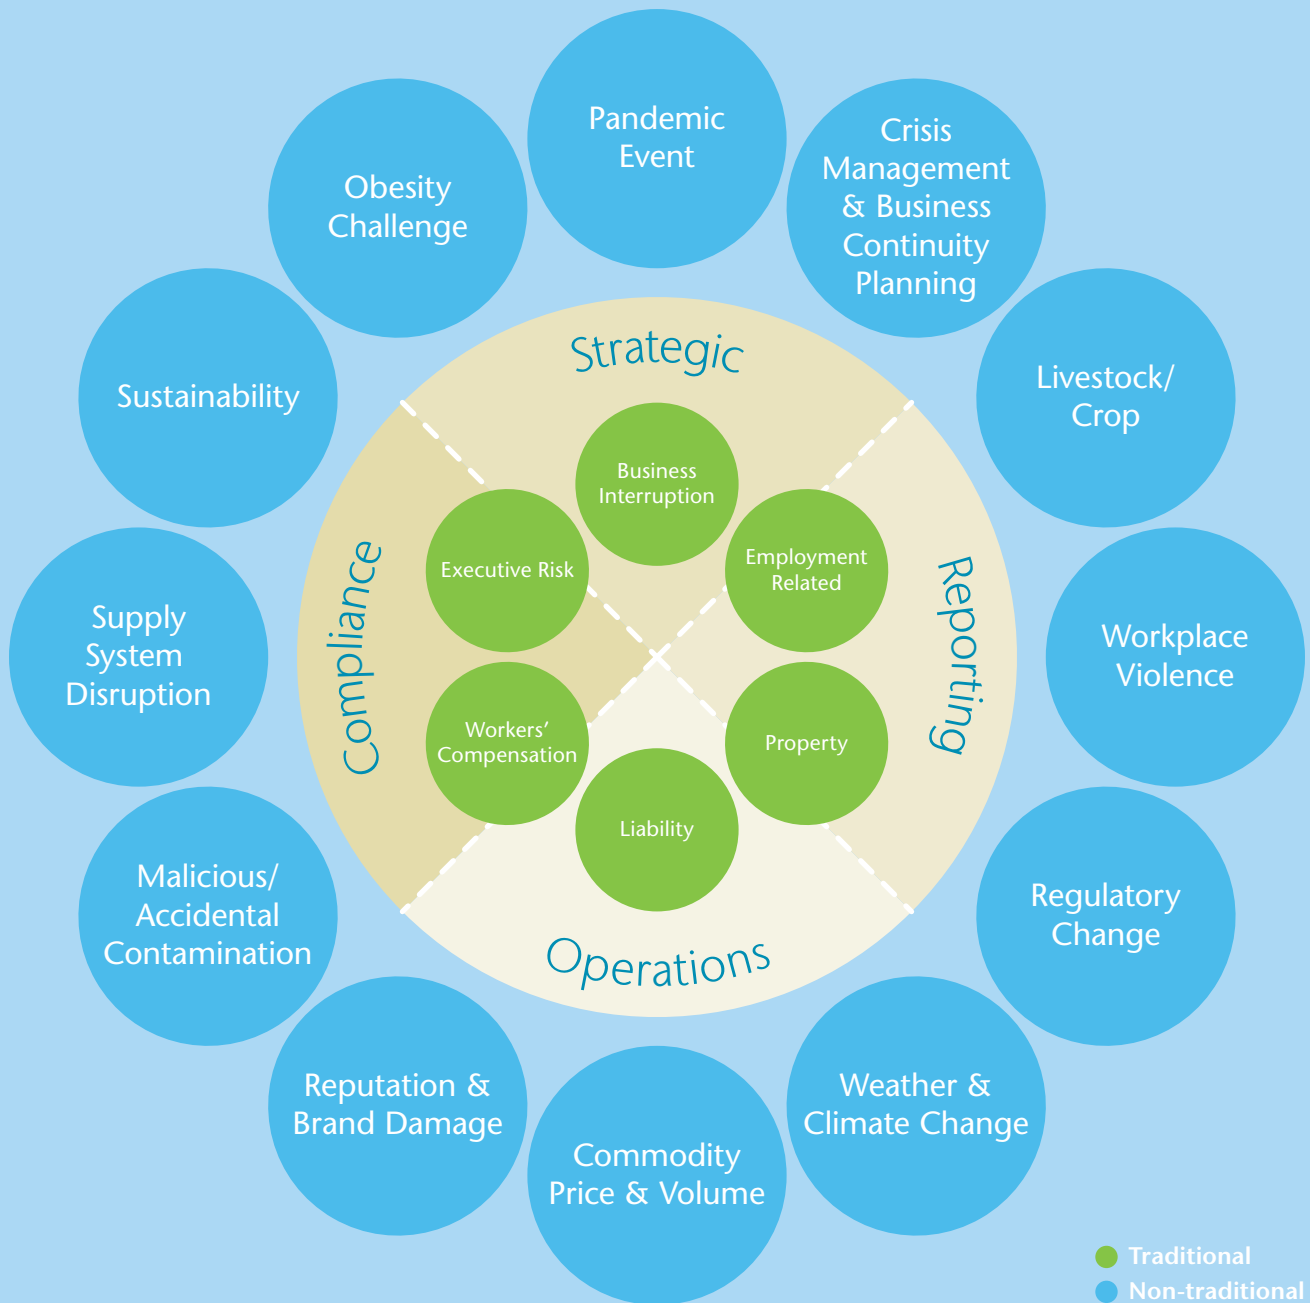 Pandemic
Event
Crisis
Management
& Business
Continuity
Planning
Obesity
Challenge
Livestock/
Crop
Sustainability
Strategic
Business
Interruption
Executive Risk
Employment
Related
Compliance
Reporting
Supply
System
Disruption
Workplace
Violence
Workers’
Compensation
Property
Liability
Malicious/
Accidental
Contamination
Regulatory
Change
Operations
Reputation &
Brand Damage
Weather &
Climate Change
Commodity
Price & Volume
Traditional
Non-traditional